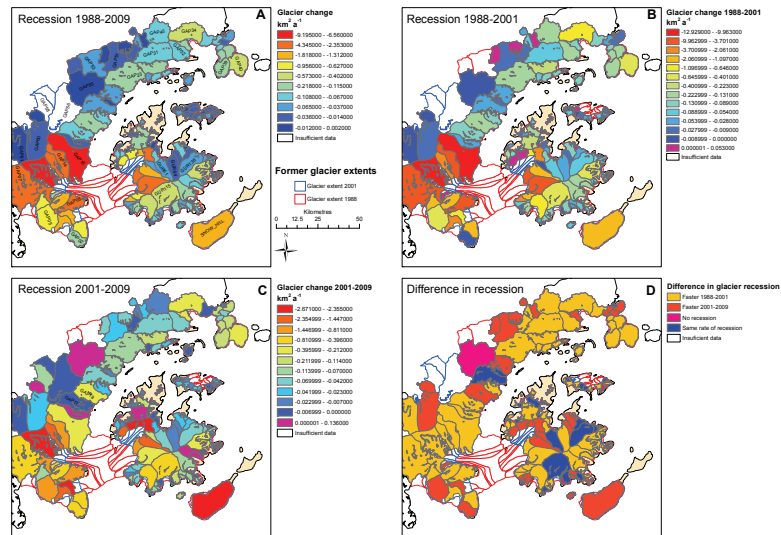 Recession 1988-2009
A
Glacier change
km² a⁻¹
-9.195000 - -6.560000
-4.345000 - -2.353000
-1.818000 - -1.312000
-0.956000 - -0.627000
-0.573000 - -0.402000
-0.218000 - -0.115000
-0.108000 - -0.067000
-0.065000 - -0.037000
-0.036000 - -0.014000
-0.012000 - 0.002000
Insufficient data
SNOW_HILL
Former glacier extents
Glacier extent 2001
Glacier extent 1988
Kilometres
0 12.5 25 50
N
Recession 1988-2001
B
Glacier change 1988-2001
km² a⁻¹
-12.929000 - -9.963000
-9.962999 - -3.701000
-3.700999 - -2.061000
-2.060999 - -1.097000
-1.096999 - -0.646000
-0.645999 - -0.401000
-0.400999 - -0.223000
-0.222999 - -0.131000
-0.130999 - -0.089000
-0.088999 - -0.054000
-0.053999 - -0.028000
-0.027999 - -0.009000
-0.008999 - 0.000000
0.000001 - 0.053000
Insufficient data
Recession 2001-2009
C
Glacier change 2001-2009
km² a⁻¹
-2.671000 - -2.355000
-2.354999 - -1.447000
-1.446999 - -0.811000
-0.810999 - -0.396000
-0.395999 - -0.212000
-0.211999 - -0.114000
-0.113999 - -0.070000
-0.069999 - -0.042000
-0.041999 - -0.023000
-0.022999 - -0.007000
-0.006999 - 0.000000
0.000001 - 0.136000
Insufficient data
Difference in recession
D
Difference in glacier recession
Faster 1988-2001
Faster 2001-2009
No recession
Same rate of recession
Insufficient data